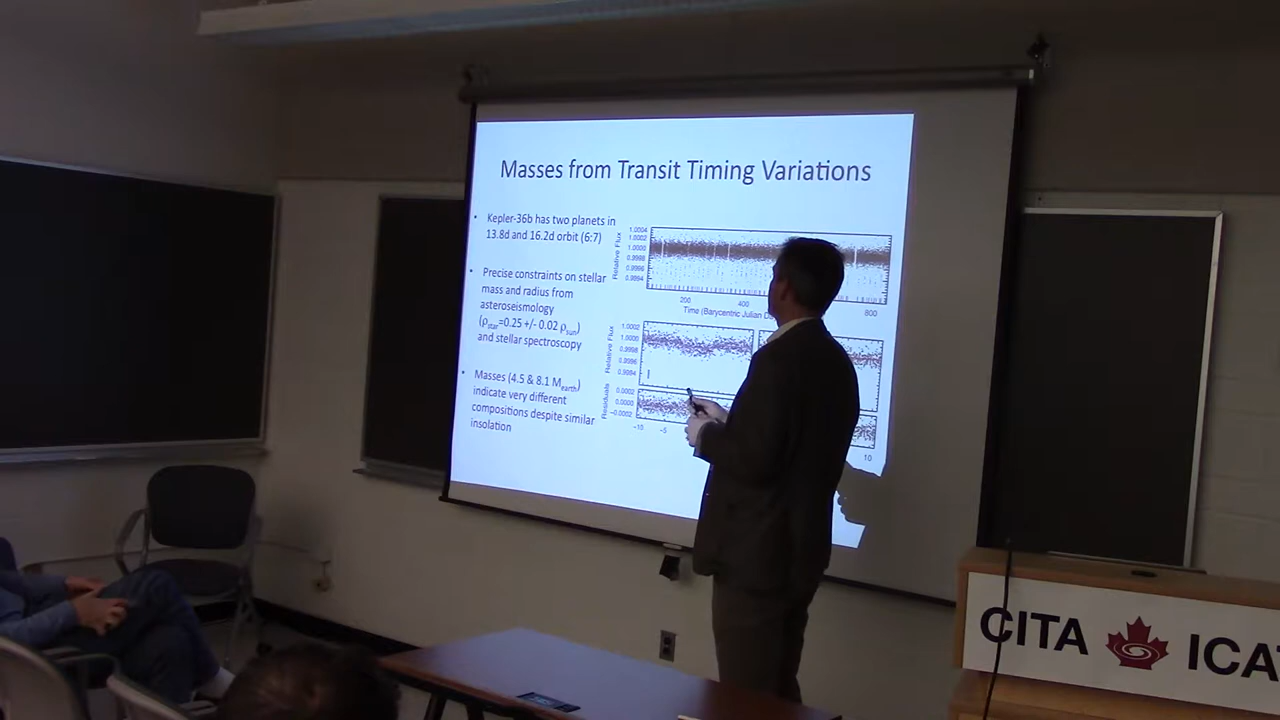 Masses from Transit Timing Variations
• Kepler-36b has two planets in
13.8d and 16.2d orbit (6:7)
• Precise constraints on stellar
mass and radius from
asteroseismology
(ρstar=0.25 +/- 0.02 ρsun)
and stellar spectroscopy
• Masses (4.5 & 8.1 Mearth)
indicate very different
compositions despite similar
insolation
Relative Flux
1.0004
1.0002
1.0000
0.9998
0.9996
0.9994
200
400
800
Time (Barycentric Julian
Relative Flux
1.0002
1.0000
0.9998
0.9996
0.9994
Residuals
0.0002
0.0000
−0.0002
−10
−5
10
CITA ICA